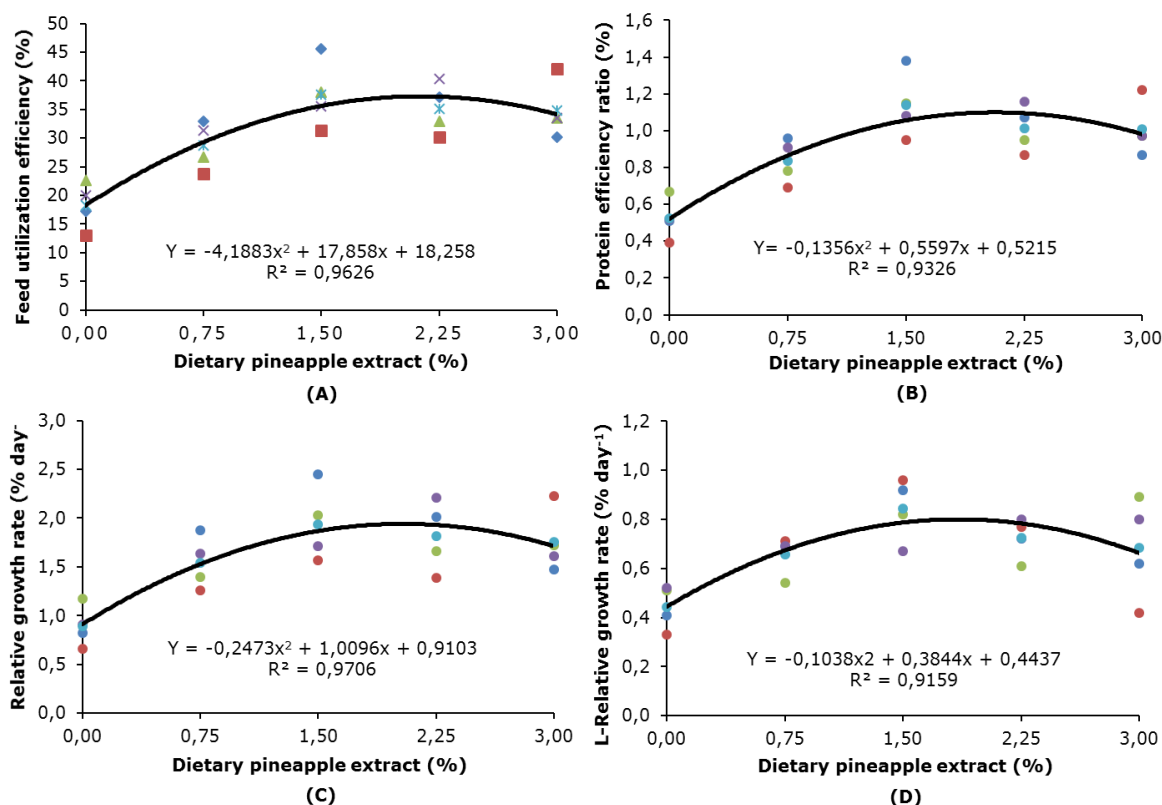 Feed utilization efficiency (%)
50
45
40
35
30
25
20
15
10
5
0
Y = -4,1883x² + 17,858x + 18,258
R² = 0,9626
0,00 0,75 1,50 2,25 3,00
Dietary pineapple extract (%)
(A)
Protein efficiency ratio (%)
1,6
1,4
1,2
1,0
0,8
0,6
0,4
0,2
0,0
Y= -0,1356x² + 0,5597x + 0,5215
R² = 0,9326
0,00 0,75 1,50 2,25 3,00
Dietary pineapple extract (%)
(B)
Relative growth rate (% day⁻
3,0
2,5
2,0
1,5
1,0
0,5
0,0
Y = -0,2473x² + 1,0096x + 0,9103
R² = 0,9706
0,00 0,75 1,50 2,25 3,00
Dietary pineapple extract (%)
(C)
L-Relative growth rate (% day⁻¹)
1,2
1,0
0,8
0,6
0,4
0,2
0,0
Y = -0,1038x2 + 0,3844x + 0,4437
R² = 0,9159
0,00 0,75 1,50 2,25 3,00
Dietary pineapple extract (%)
(D)